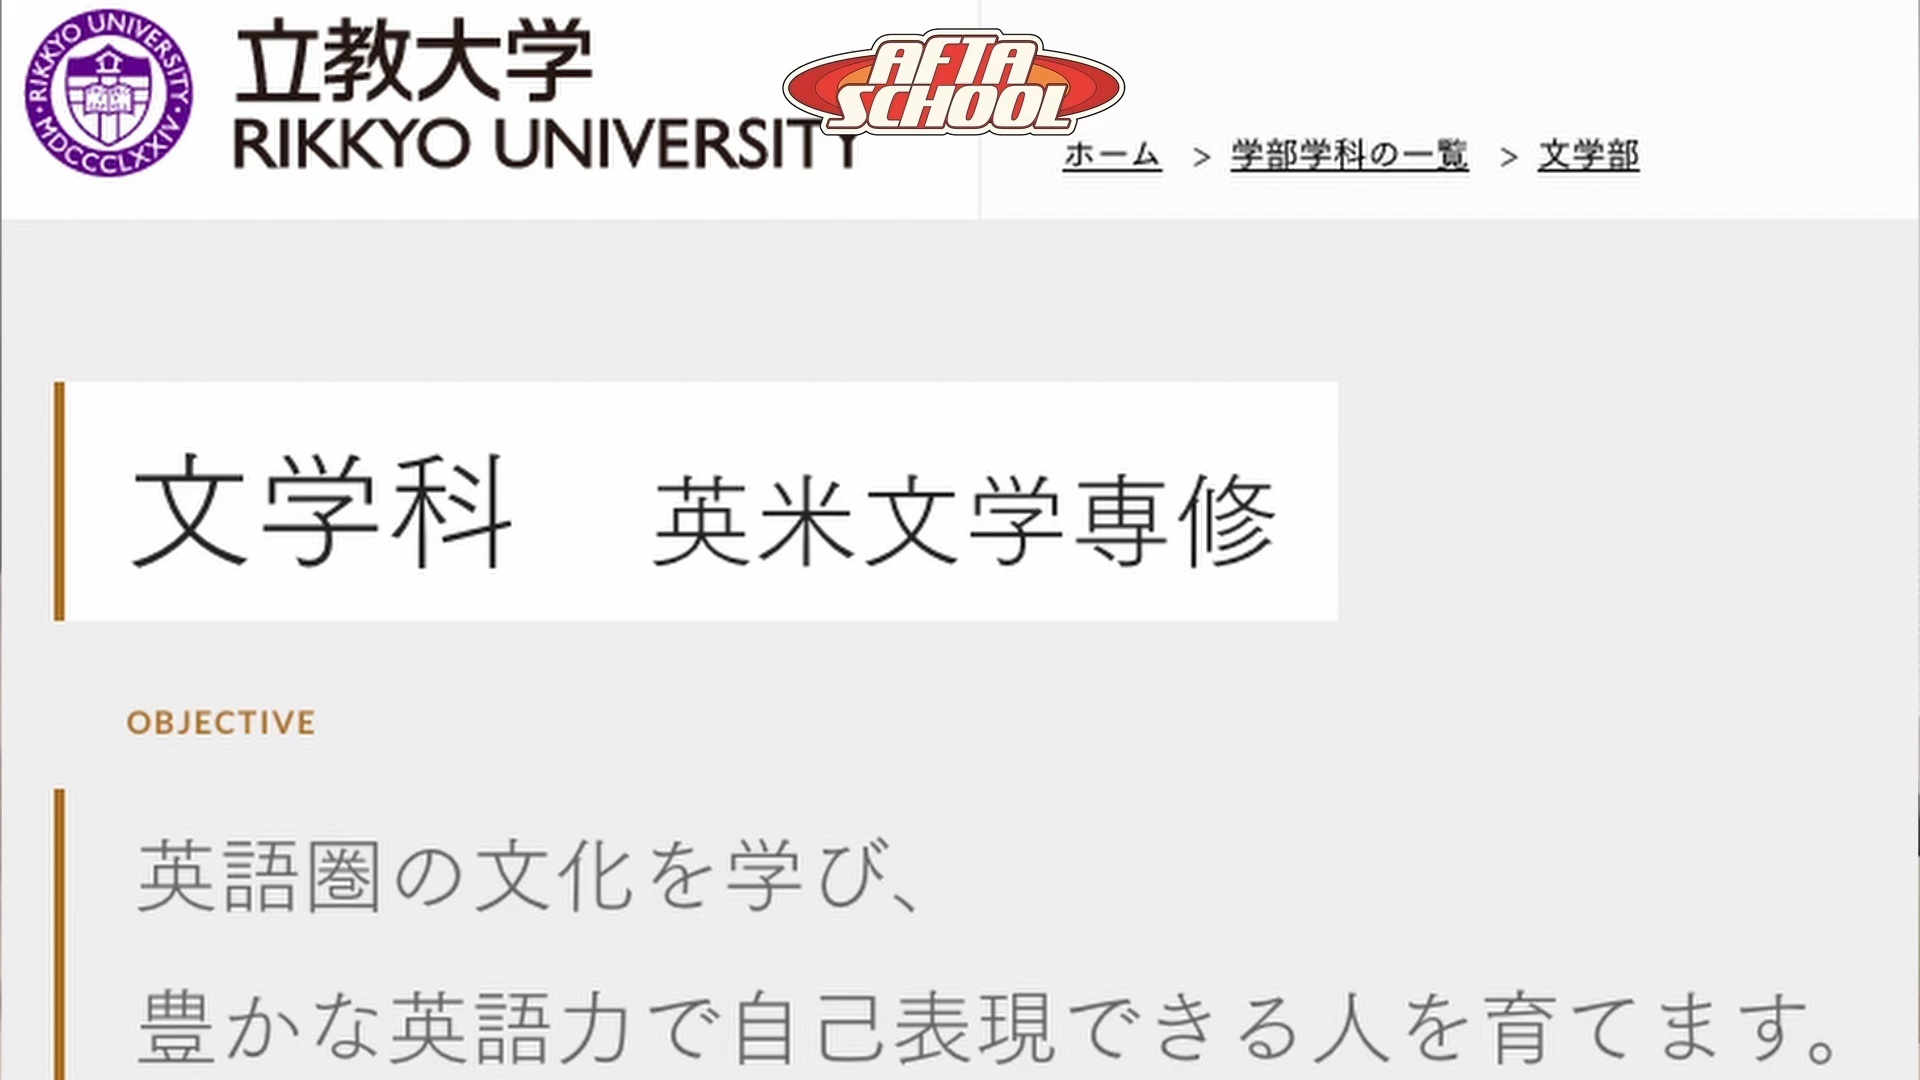 RIKKYO UNIVERSITY
MDCCCLXXIV
立教大学
RIKKYO UNIVERSITY
AFTA
SCHOOL
ホーム > 学部学科の一覧 > 文学部
文学科 英米文学専修
OBJECTIVE
英語圏の文化を学び、
豊かな英語力で自己表現できる人を育てます。